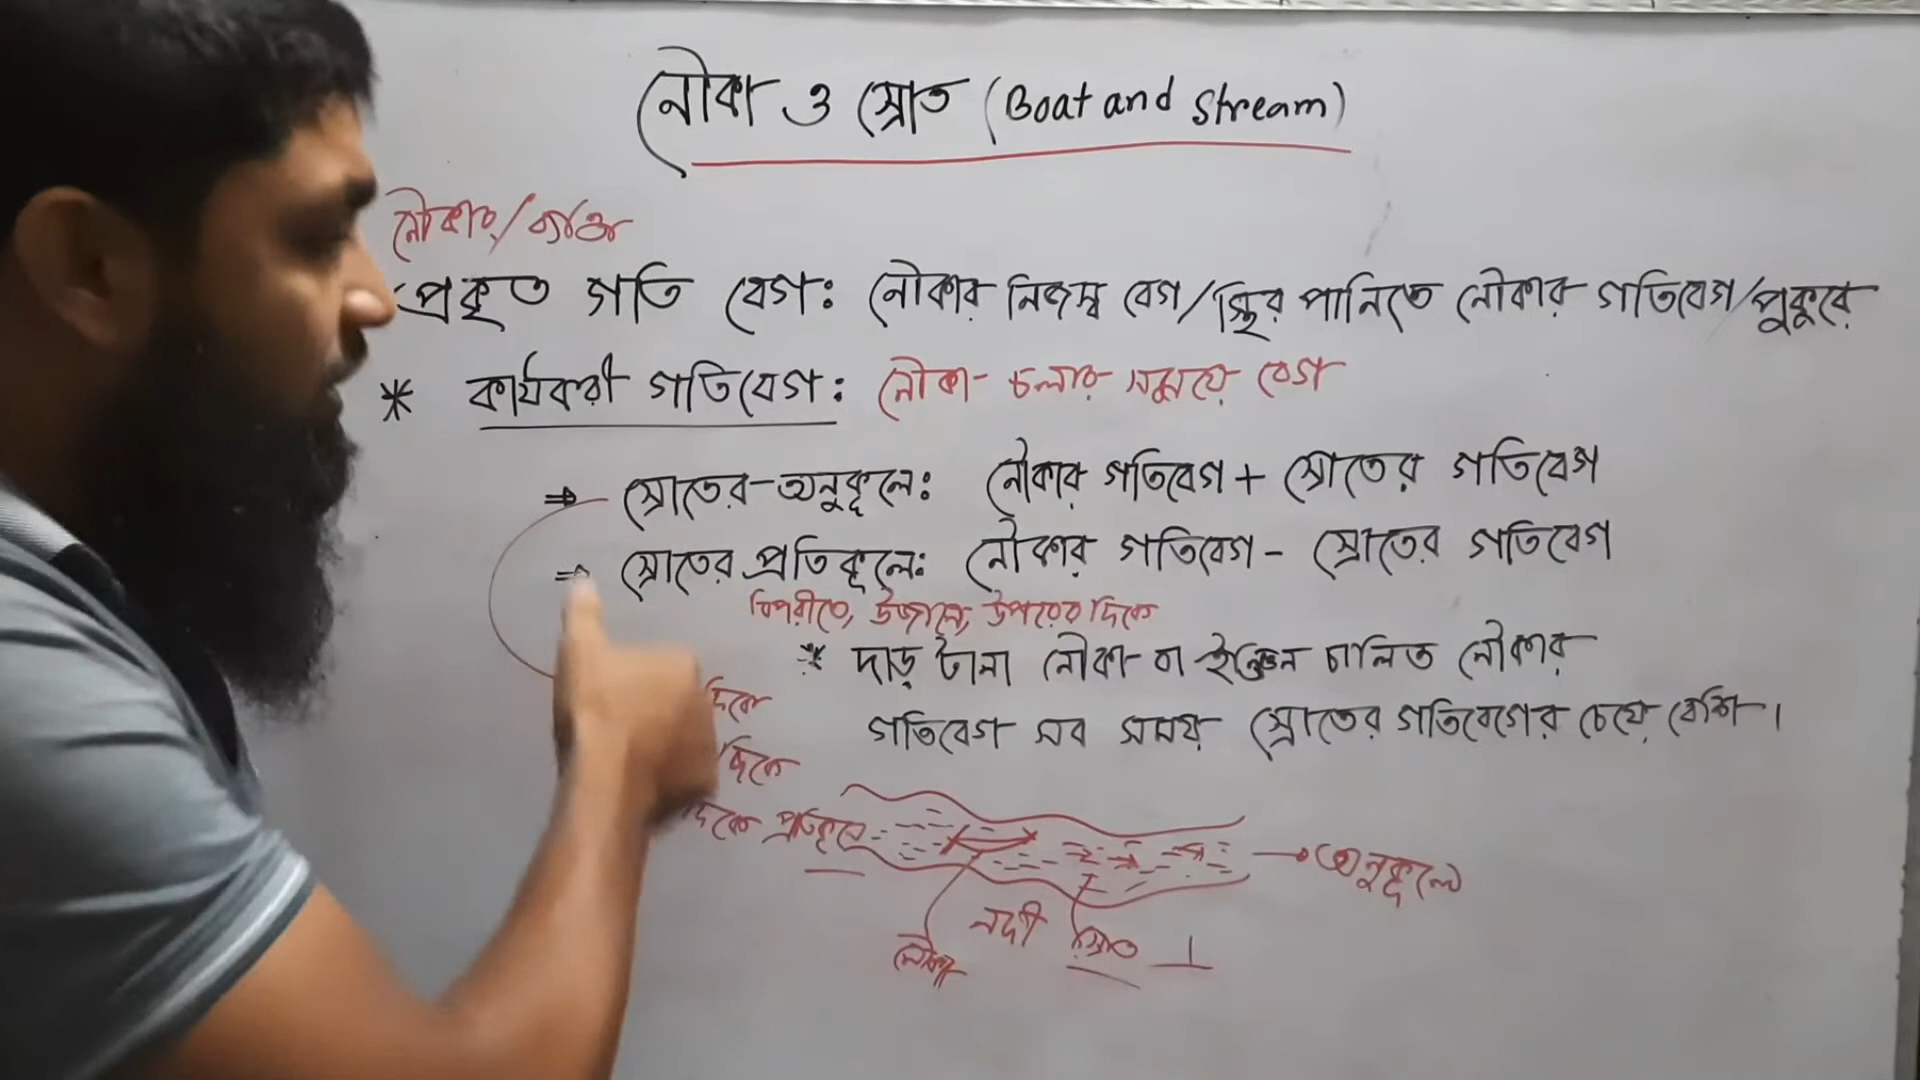 নৌকা ও স্রোত (Boat and Stream)
নৌকার/ব্যক্তির
প্রকৃত গতি বেগ: নৌকার নিজস্ব বেগ/স্থির পানিতে নৌকার গতিবেগ/পুকুরে
* কার্যকরী গতিবেগ: নৌকা চলার সময়ে বেগ
⇒ স্রোতের অনুকূলে: নৌকার গতিবেগ + স্রোতের গতিবেগ
⇒ স্রোতের প্রতিকূলে: নৌকার গতিবেগ - স্রোতের গতিবেগ
বিপরীতে, উজানে, উপরের দিকে
* দাড় টানা নৌকা বা ইঞ্জেন চালিত নৌকার
দিকে
গতিবেগ সব সময় স্রোতের গতিবেগের চেয়ে বেশি।
দিকে
দিকে প্রতিকূলে
→ অনুকূলে
নদী
স্রোত
নৌকা